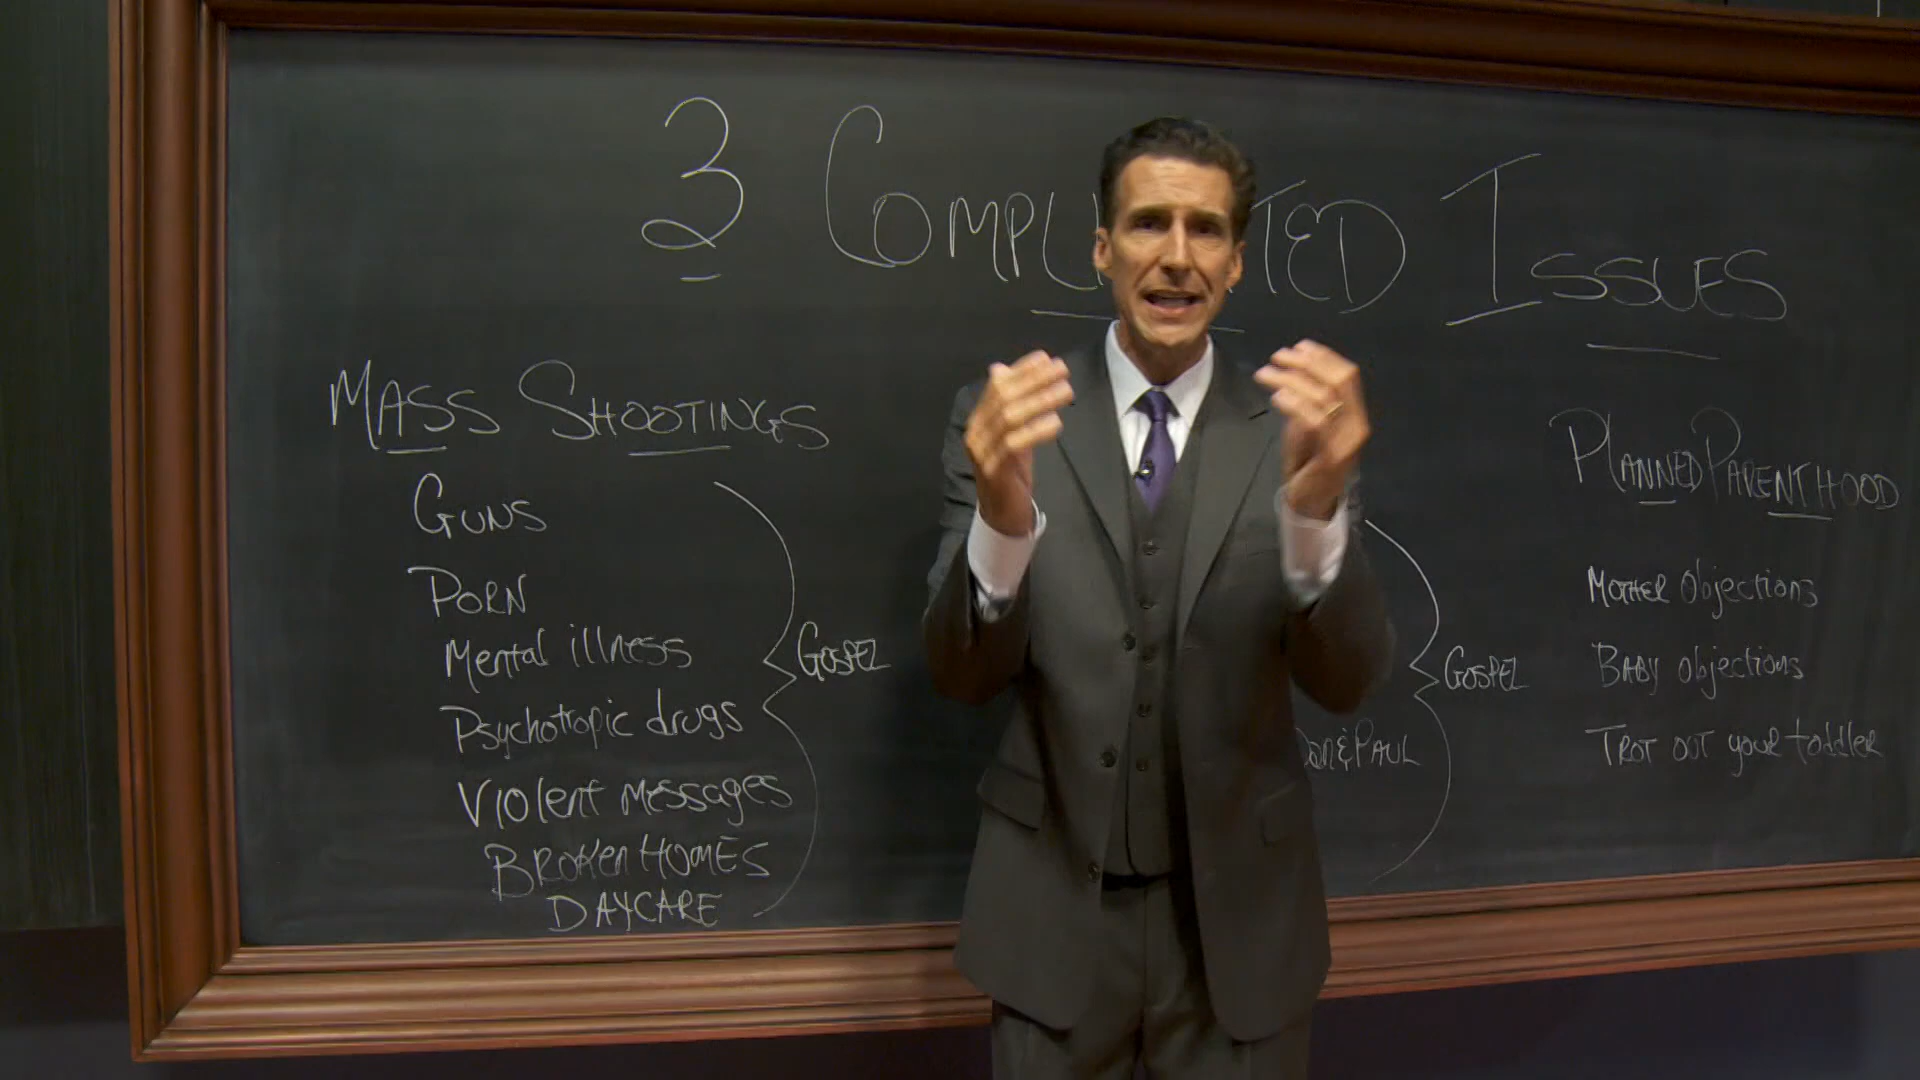 3 COMPL TED ISSUES
MASS SHOOTINGS
GUNS
PORN
Mental illness
Psychotropic drugs
Violent messages
BROKEN HOMES
DAYCARE
GOSPEL
&PAUL
GOSPEL
PLANNED PARENTHOOD
MOTHER Objections
BABY objections
TROT OUT your toddler